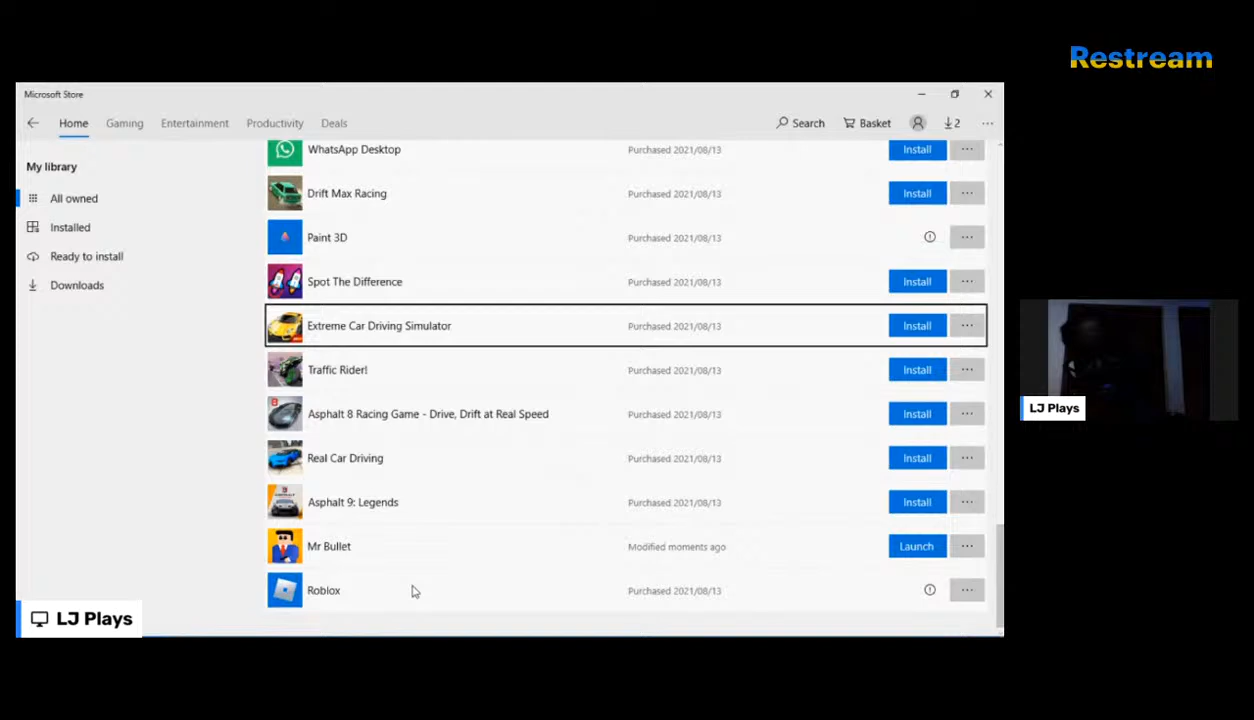 Restream
Microsoft Store
Home Gaming Entertainment Productivity Deals Search Basket 2
My library
All owned
Installed
Ready to install
Downloads
WhatsApp Desktop Purchased 2021/08/13 Install
Drift Max Racing Purchased 2021/08/13 Install
Paint 3D Purchased 2021/08/13
Spot The Difference Purchased 2021/08/13 Install
Extreme Car Driving Simulator Purchased 2021/08/13 Install
Traffic Rider! Purchased 2021/08/13 Install
Asphalt 8 Racing Game - Drive, Drift at Real Speed Purchased 2021/08/13 Install
Real Car Driving Purchased 2021/08/13 Install
Asphalt 9: Legends Purchased 2021/08/13 Install
Mr Bullet Modified moments ago Launch
Roblox Purchased 2021/08/13
LJ Plays
LJ Plays